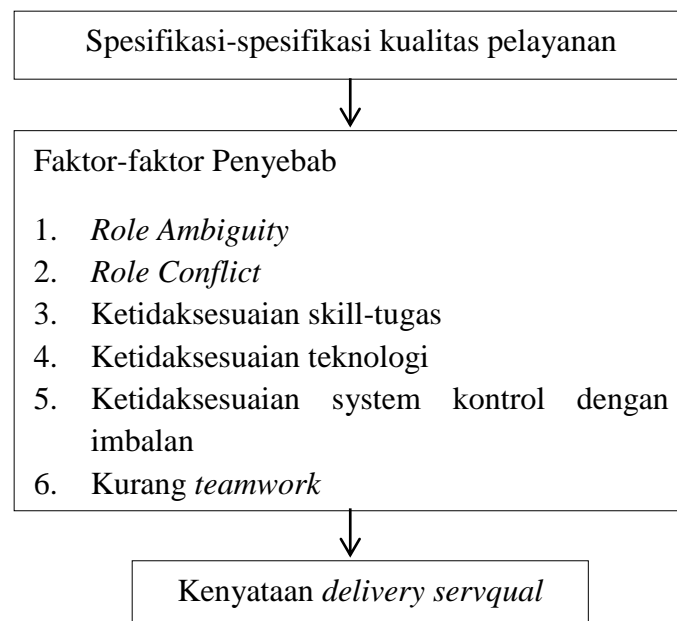 Spesifikasi-spesifikasi kualitas pelayanan
Faktor-faktor Penyebab
1. Role Ambiguity
2. Role Conflict
3. Ketidaksesuaian skill-tugas
4. Ketidaksesuaian teknologi
5. Ketidaksesuaian system kontrol dengan
imbalan
6. Kurang teamwork
Kenyataan delivery servqual